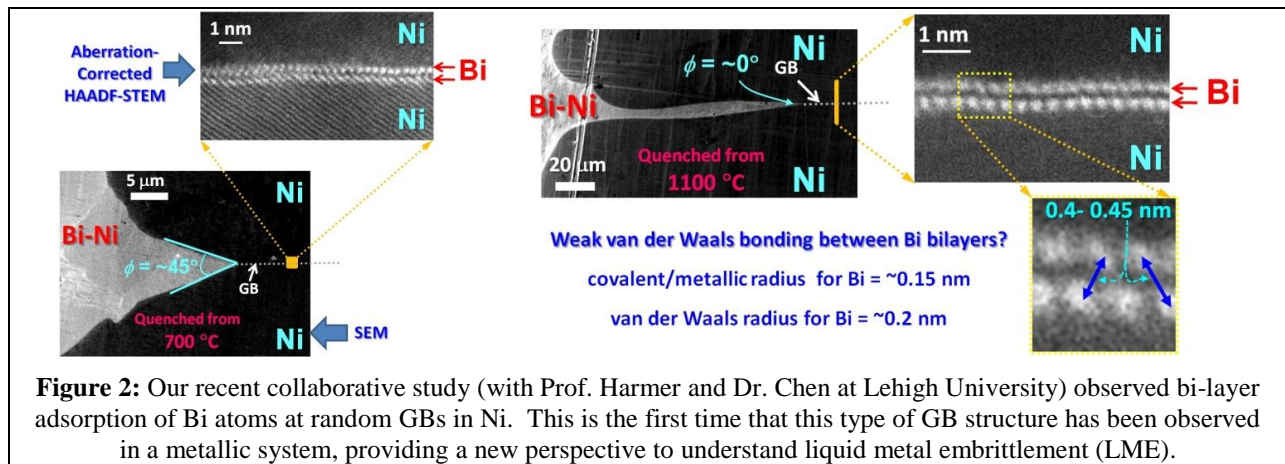 Aberration-
Corrected
HAADF-STEM
1 nm
Ni
Bi
Ni
5 μm
Ni
Bi-Ni
ϕ = ~45°
GB
Quenched from
700 °C
Ni
SEM
ϕ = ~0°
GB
Ni
Bi-Ni
20 μm
Quenched from
1100 °C
Ni
1 nm
Ni
Bi
Ni
0.4- 0.45 nm
Weak van der Waals bonding between Bi bilayers?
covalent/metallic radius for Bi = ~0.15 nm
van der Waals radius for Bi = ~0.2 nm
Figure 2: Our recent collaborative study (with Prof. Harmer and Dr. Chen at Lehigh University) observed bi-layer
adsorption of Bi atoms at random GBs in Ni. This is the first time that this type of GB structure has been observed
in a metallic system, providing a new perspective to understand liquid metal embrittlement (LME).